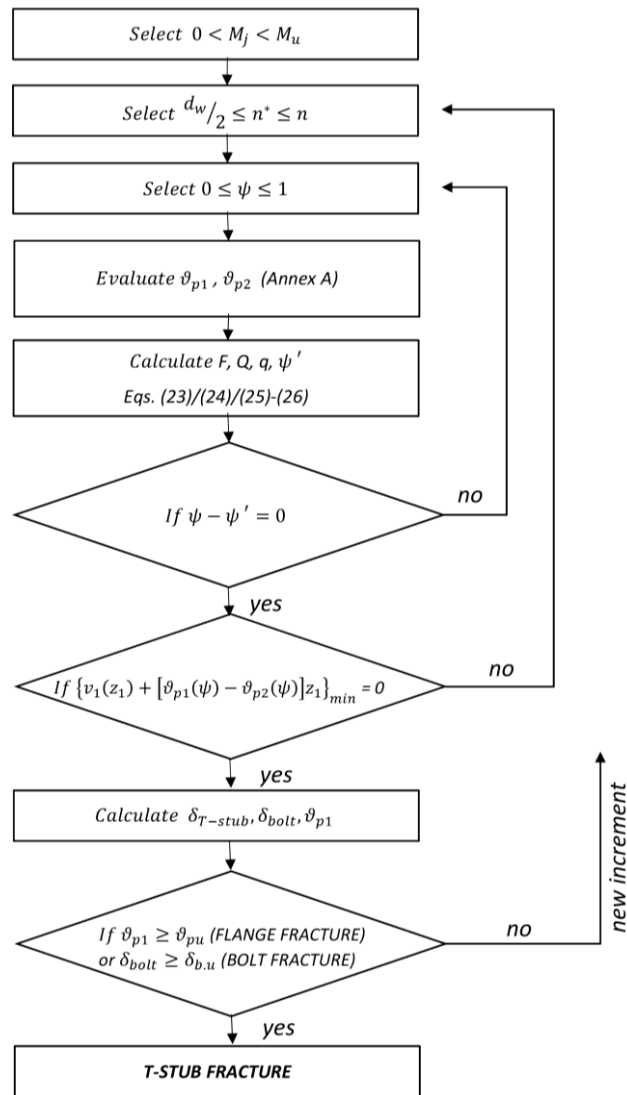 Select 0 < M_j < M_u
Select d_w/2 ≤ n* ≤ n
Select 0 ≤ ψ ≤ 1
Evaluate ϑ_p1 , ϑ_p2 (Annex A)
Calculate F, Q, q, ψ'
Eqs. (23)/(24)/(25)-(26)
If ψ − ψ' = 0
no
yes
If {v_1(z_1) + [ϑ_p1(ψ) − ϑ_p2(ψ)]z_1}_min = 0
no
yes
Calculate δ_T−stub, δ_bolt, ϑ_p1
new increment
If ϑ_p1 ≥ ϑ_pu (FLANGE FRACTURE)
or δ_bolt ≥ δ_b.u (BOLT FRACTURE)
no
yes
T-STUB FRACTURE